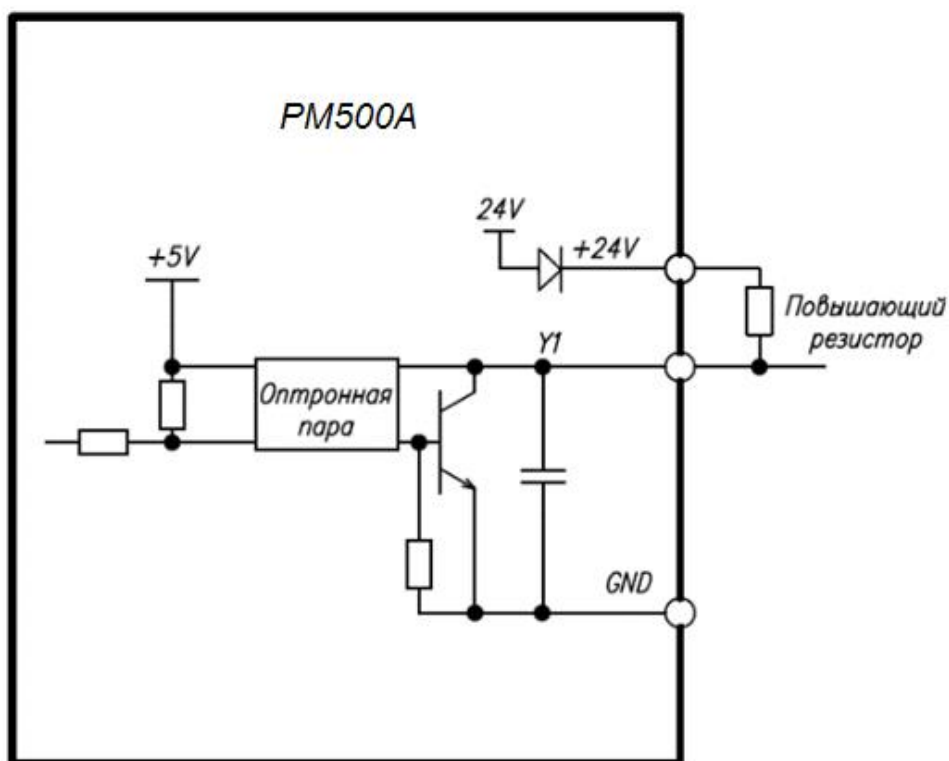 PM500A
24V
+24V
+5V
Повышающий
резистор
Y1
Оптронная
пара
GND